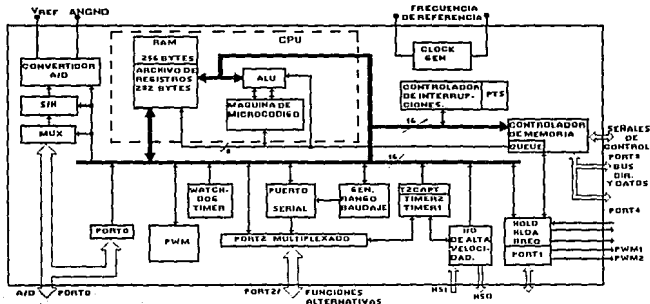 VREF ANGND
FRECUENCIA
DE REFERENCIA
CPU
RAM
256 BYTES
ARCHIVO DE
REGISTROS
232 BYTES
ALU
MAQUINA DE
MICROCODIGO
CLOCK
GEN
CONVERTIDOR
A/D
S/H
MUX
CONTROLADOR
DE INTERRUP-
CIONES.
PTS
16
CONTROLADOR
DE MEMORIA
QUEUE
SEÑALES
DE
CONTROL
8
16
BUS
DIR.
Y DATOS
PORT4
WATCH-
DOG
TIMER
PUERTO
SERIAL
GEN.
RANGO
BAUDAJE
T2CAPT
TIMER2
TIMER1
PORT0
PWM
PORT2 MULTIPLEXADO
I/O
DE ALTA
VELOCI-
DAD.
HOLD
HLDA
BREQ
PORT1
PWM1
PWM2
A/D PORT0
PORT2/
FUNCIONES
ALTERNATIVAS
HSI
HSO